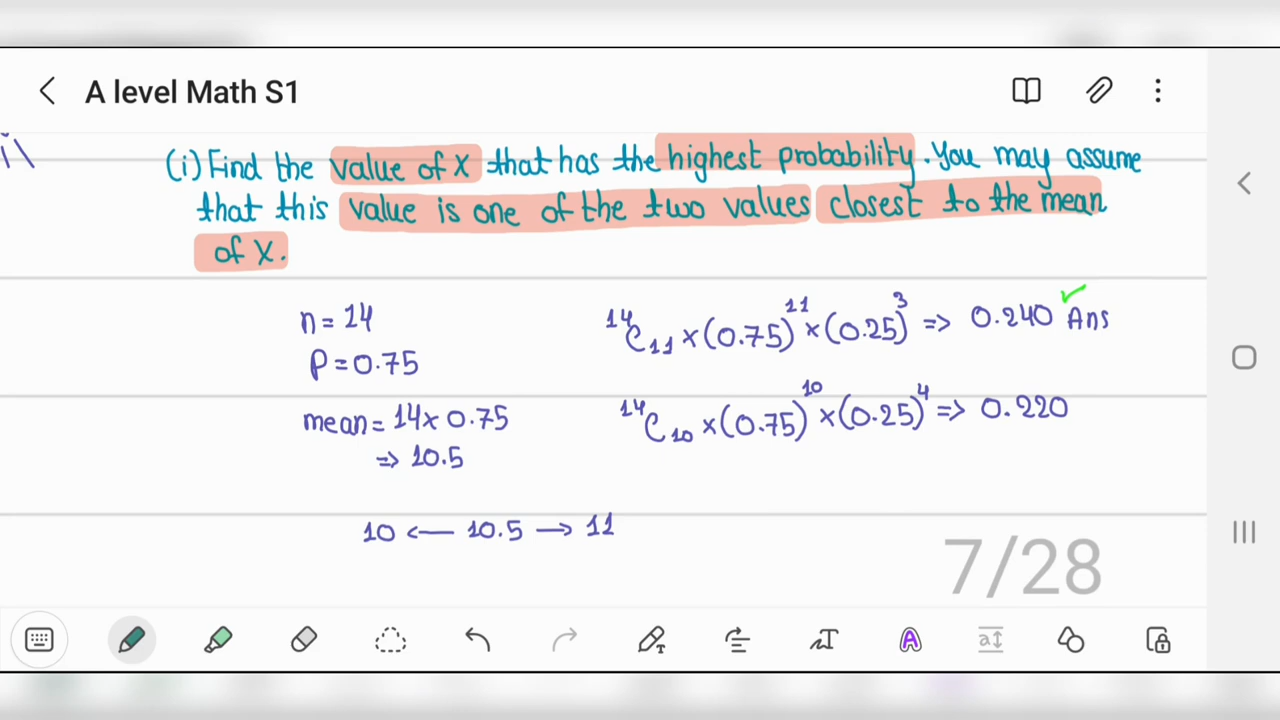 A level Math S1
i\
(i) Find the value of X that has the highest probability. You may assume
that this value is one of the two values closest to the mean
of X.
n = 14
P = 0.75
mean = 14 x 0.75
=> 10.5
10 <— 10.5 —> 11
¹⁴C₁₁ x (0.75)¹¹ x (0.25)³ => 0.240 Ans ✓
¹⁴C₁₀ x (0.75)¹⁰ x (0.25)⁴ => 0.220
7/28